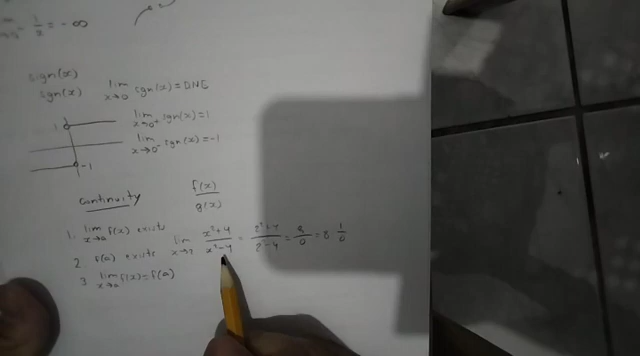 1/x = -∞
sign(x)
sgn(x) lim x→0 sgn(x) = DNE
1 lim x→0⁺ sgn(x) = 1
-1 lim x→0⁻ sgn(x) = -1
Continuity f(x)/g(x)
1. lim x→a f(x) exists
2. f(a) exists lim x→2 (x²+4)/(x²-4) = (2²+4)/(2²-4) = 8/0 = 8 · 1/0
3. lim x→a f(x) = f(a)